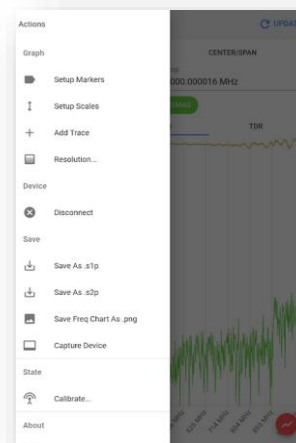 Actions
UPDA
Graph
CENTER/SPAN
Setup Markers
000.000016 MHz
Setup Scales
Add Trace
TDR
Resolution...
Device
Disconnect
Save
Save As .s1p
Save As .s2p
Save Freq Chart As .png
Capture Device
State
Calibrate...
About